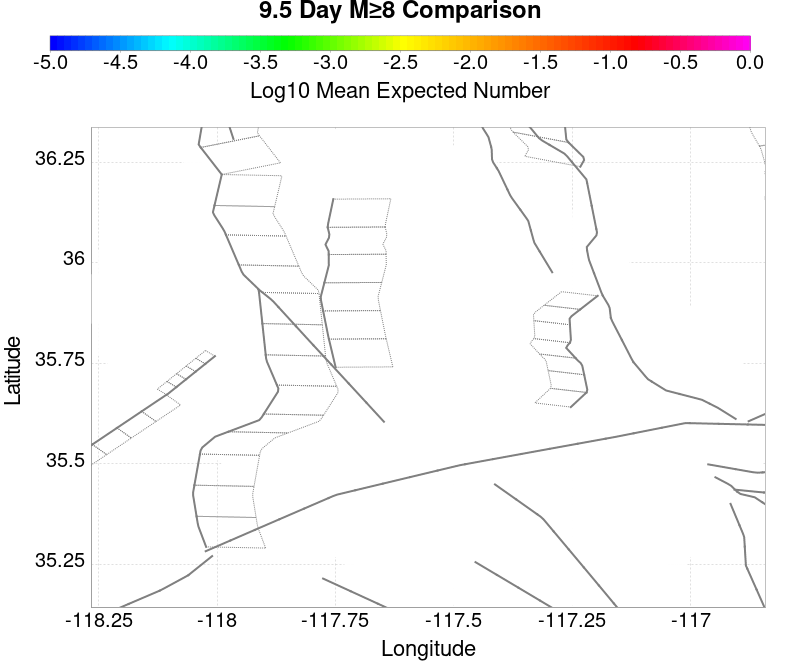 9.5 Day M≥8 Comparison
-5.0 -4.5 -4.0 -3.5 -3.0 -2.5 -2.0 -1.5 -1.0 -0.5 0.0
Log10 Mean Expected Number
36.25
36
35.75
35.5
35.25
Latitude
-118.25 -118 -117.75 -117.5 -117.25 -117
Longitude